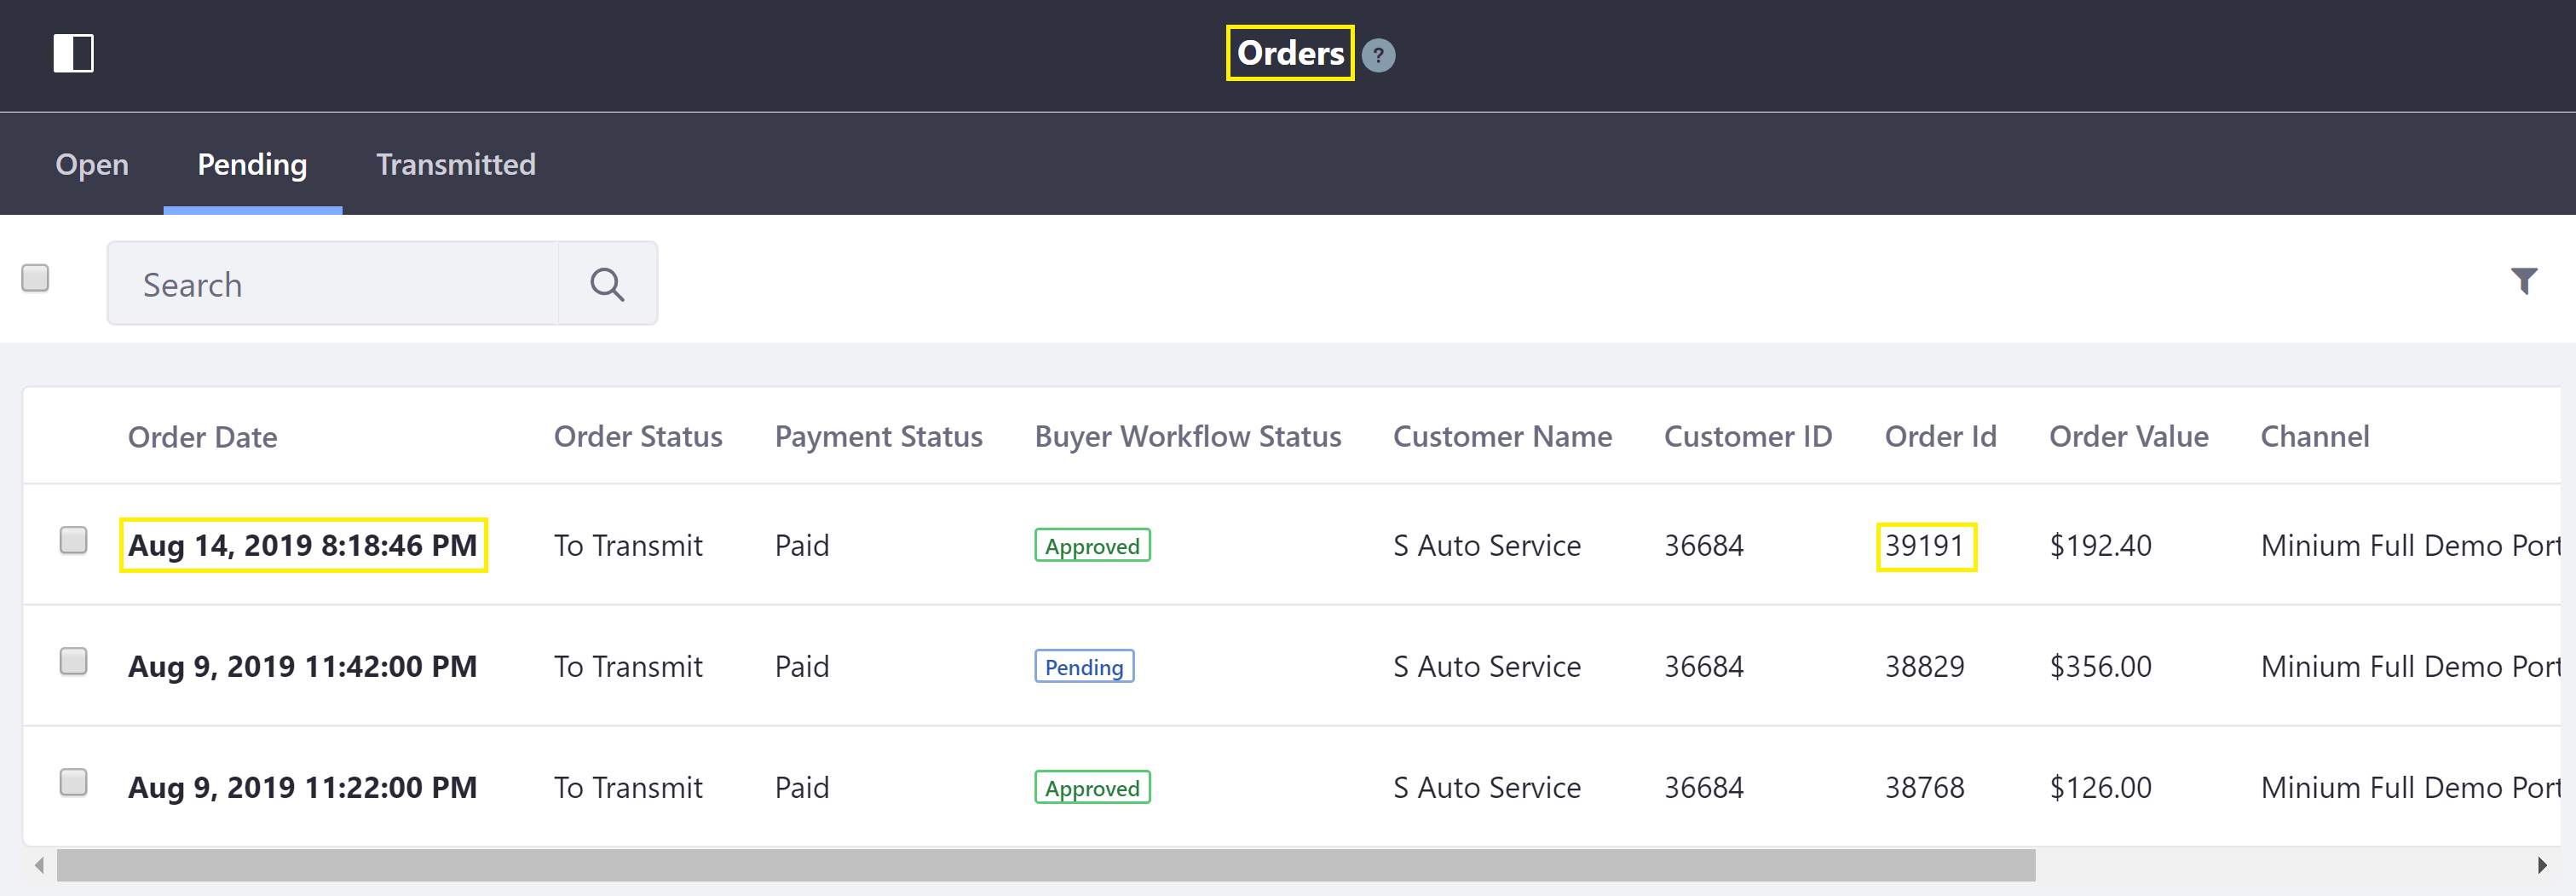 Orders ?
Open Pending Transmitted
Search
Order Date Order Status Payment Status Buyer Workflow Status Customer Name Customer ID Order Id Order Value Channel
Aug 14, 2019 8:18:46 PM To Transmit Paid Approved S Auto Service 36684 39191 $192.40 Minium Full Demo Port
Aug 9, 2019 11:42:00 PM To Transmit Paid Pending S Auto Service 36684 38829 $356.00 Minium Full Demo Port
Aug 9, 2019 11:22:00 PM To Transmit Paid Approved S Auto Service 36684 38768 $126.00 Minium Full Demo Port